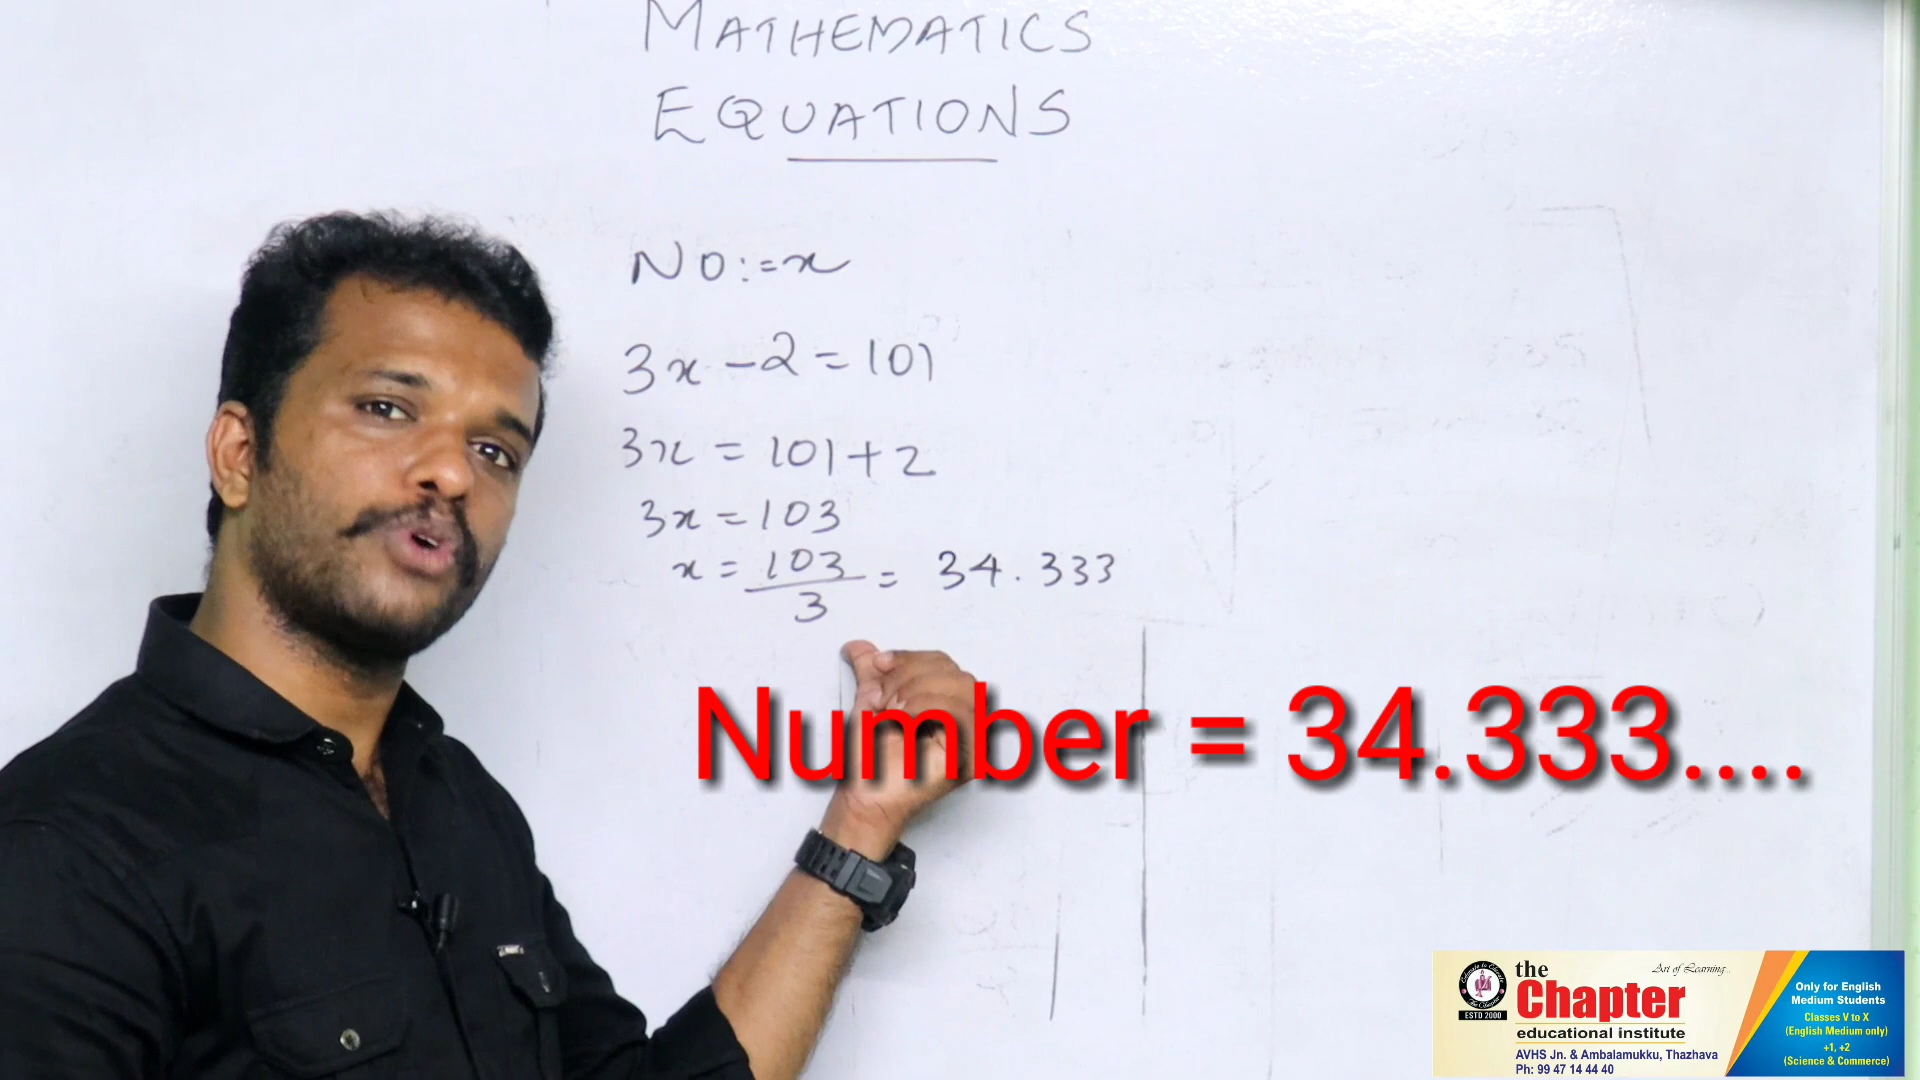 MATHEMATICS
EQUATIONS
NO:=x
3x-2=101
3x=101+2
3x=103
x=103/3=34.333
Number = 34.333....
the
Art of Learning..
Chapter
ESTD 2000
educational institute
AVHS Jn. & Ambalamukku, Thazhava
Ph: 99 47 14 44 40
Only for English
Medium Students
Classes V to X
(English Medium only)
+1, +2
(Science & Commerce)